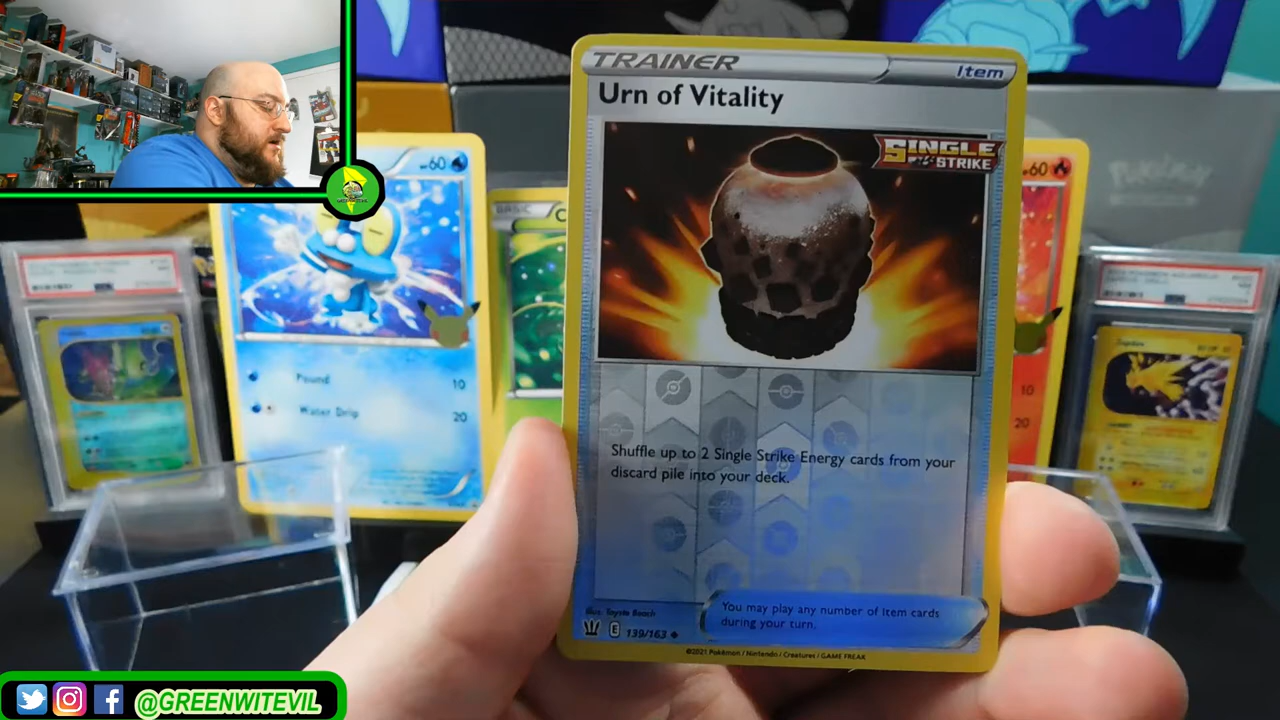 TRAINER
Item
Urn of Vitality
SINGLE
STRIKE
Shuffle up to 2 Single Strike Energy cards from your
discard pile into your deck.
You may play any number of Item cards
during your turn.
Illus. Toyste Beach
E 139/163
©2021 Pokémon / Nintendo / Creatures / GAME FREAK
HP 60
Pound 10
Water Drip 20
BASIC
60
10
20
Pokémon
@GREENWITEVIL